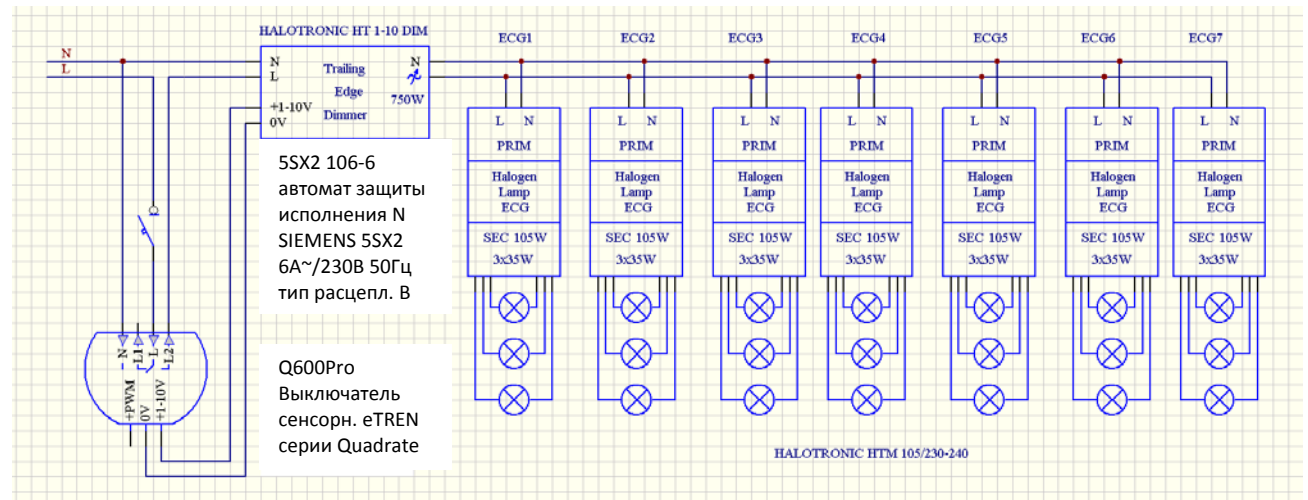 HALOTRONIC HT 1-10 DIM
ECG1
ECG2
ECG3
ECG4
ECG5
ECG6
ECG7
N
L
N
L
Trailing
Edge
Dimmer
N
750W
+1-10V
0V
L N
PRIM
Halogen
Lamp
ECG
SEC 105W
3x35W
L N
PRIM
Halogen
Lamp
ECG
SEC 105W
3x35W
L N
PRIM
Halogen
Lamp
ECG
SEC 105W
3x35W
L N
PRIM
Halogen
Lamp
ECG
SEC 105W
3x35W
L N
PRIM
Halogen
Lamp
ECG
SEC 105W
3x35W
L N
PRIM
Halogen
Lamp
ECG
SEC 105W
3x35W
L N
PRIM
Halogen
Lamp
ECG
SEC 105W
3x35W
5SX2 106-6
автомат защиты
исполнения N
SIEMENS 5SX2
6А~/230В 50Гц
тип расцепл. В
N
L1
L
L2
+PWM
0V
+1-10V
Q600Pro
Выключатель
сенсорн. eTREN
серии Quadrate
HALOTRONIC HTM 105/230-240